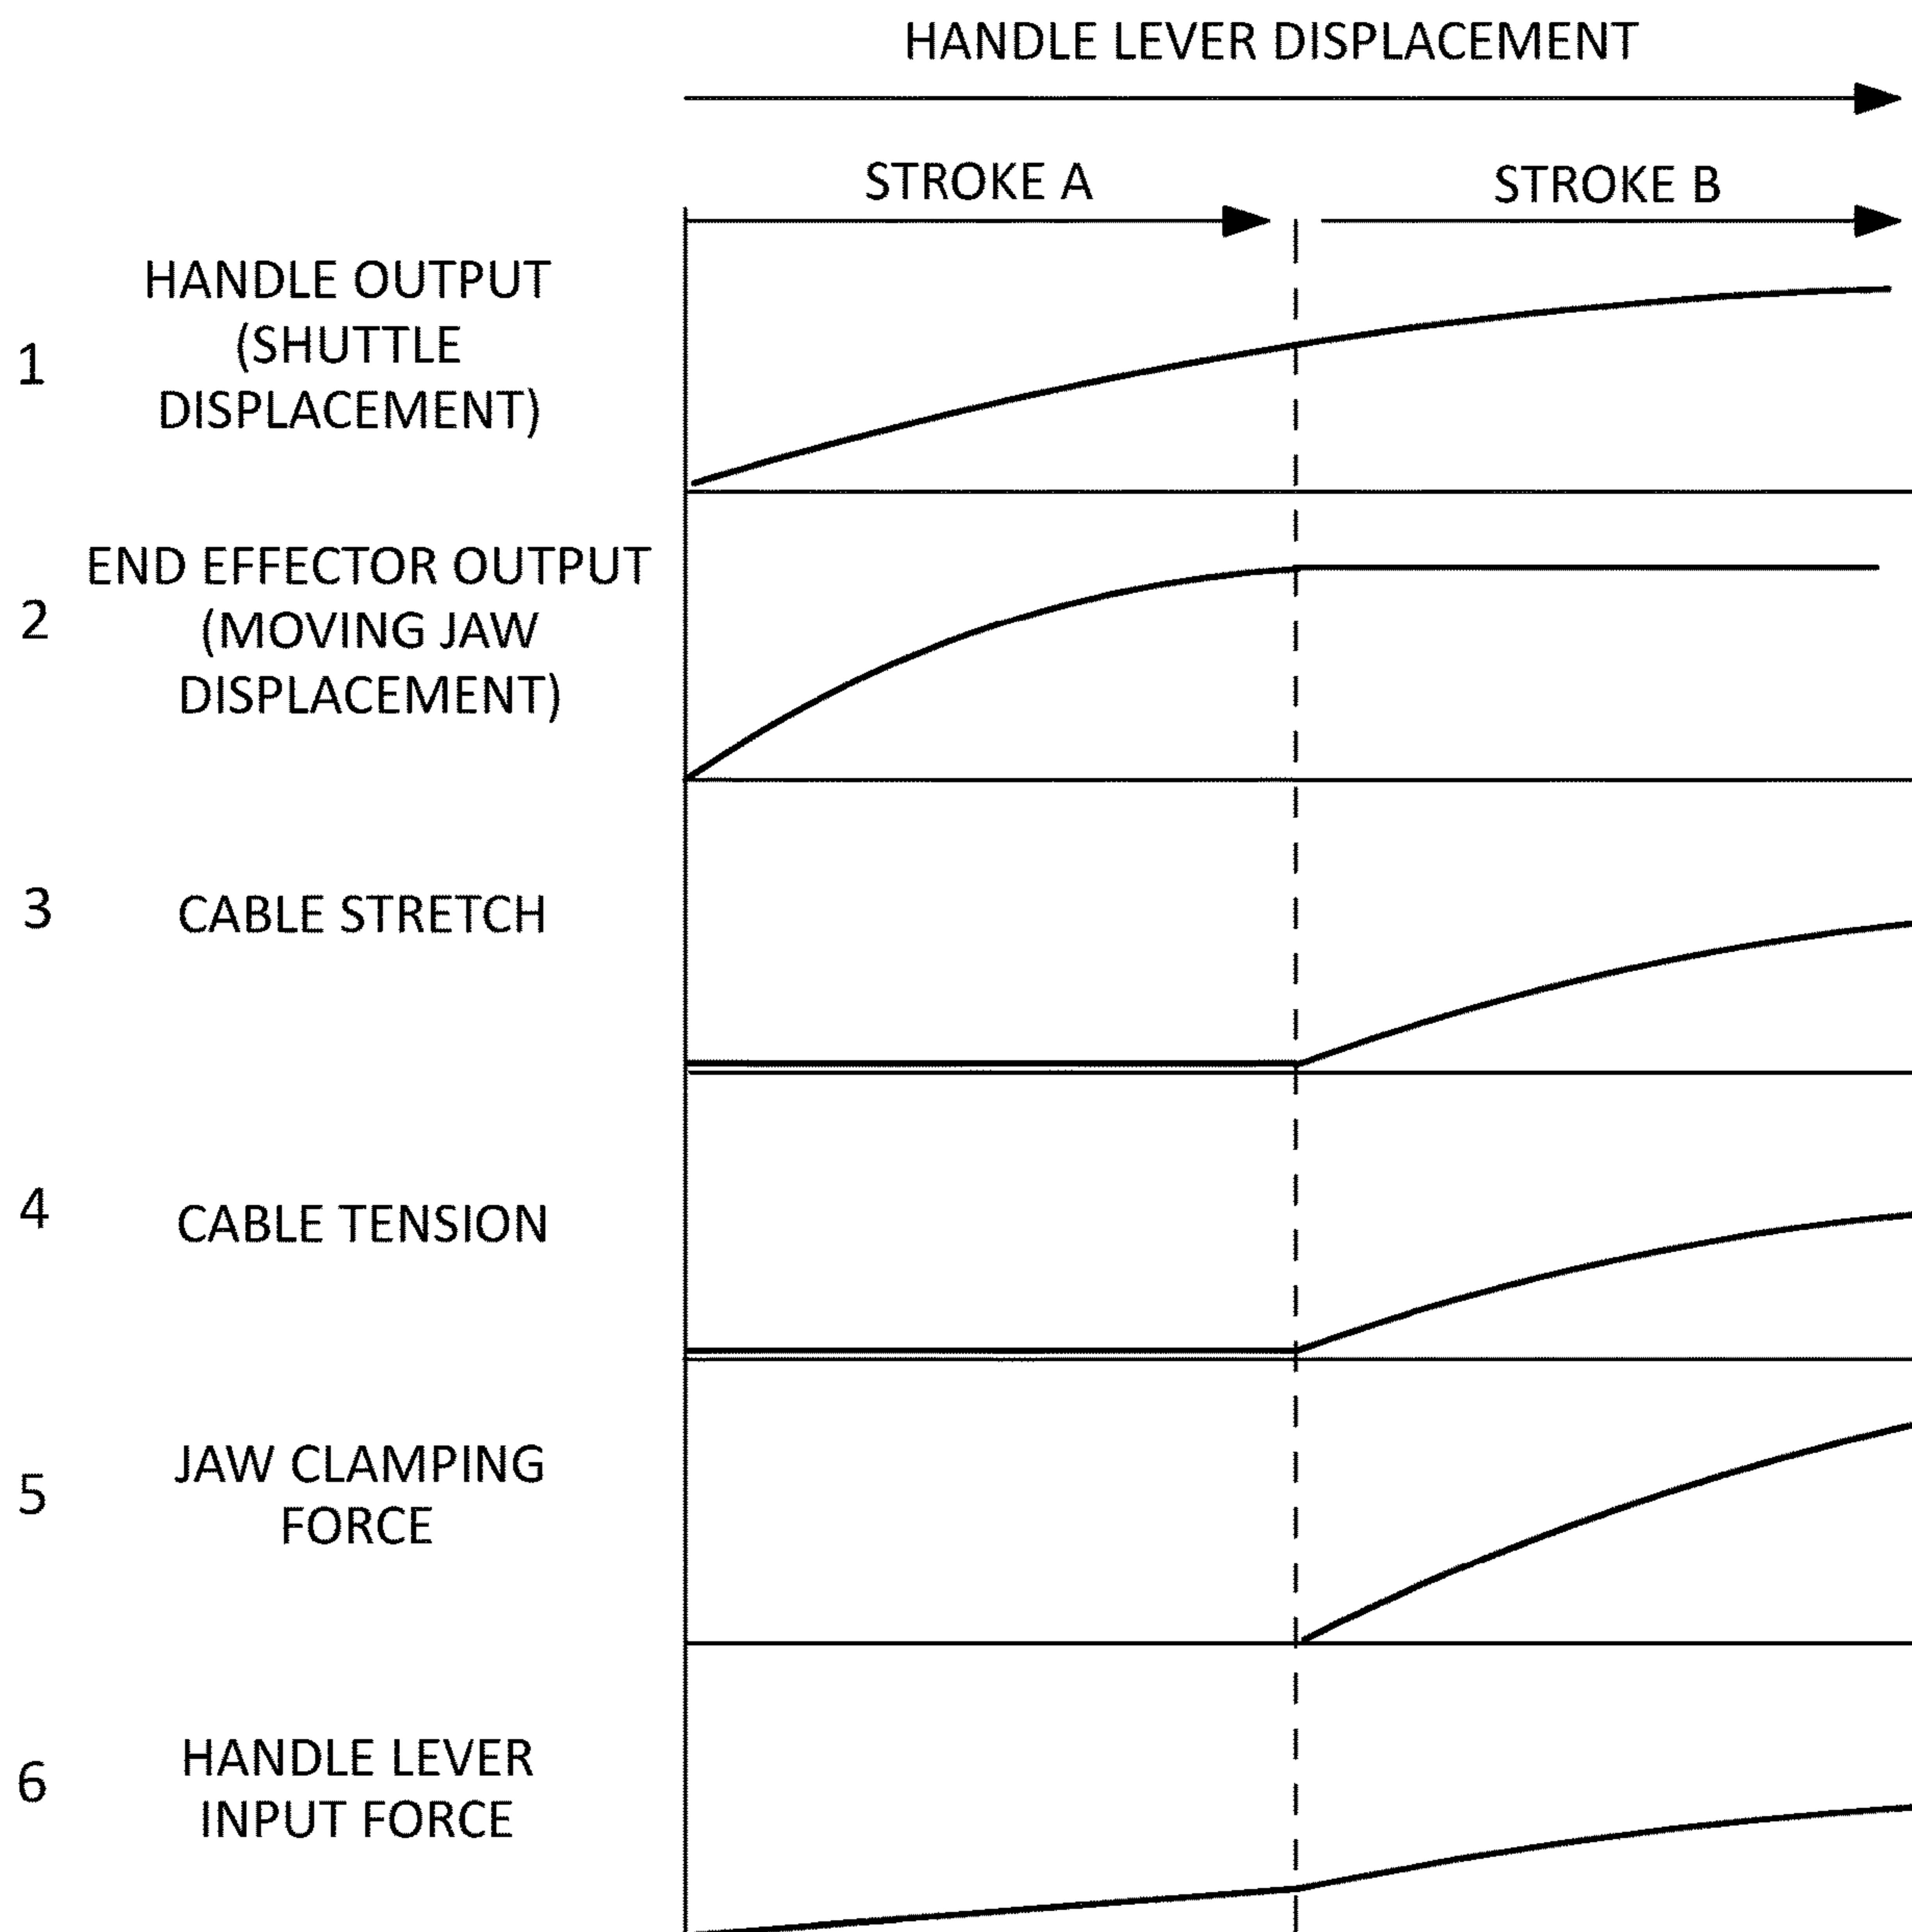 HANDLE LEVER DISPLACEMENT
STROKE A
STROKE B
1
HANDLE OUTPUT
(SHUTTLE
DISPLACEMENT)
2
END EFFECTOR OUTPUT
(MOVING JAW
DISPLACEMENT)
3
CABLE STRETCH
4
CABLE TENSION
5
JAW CLAMPING
FORCE
6
HANDLE LEVER
INPUT FORCE